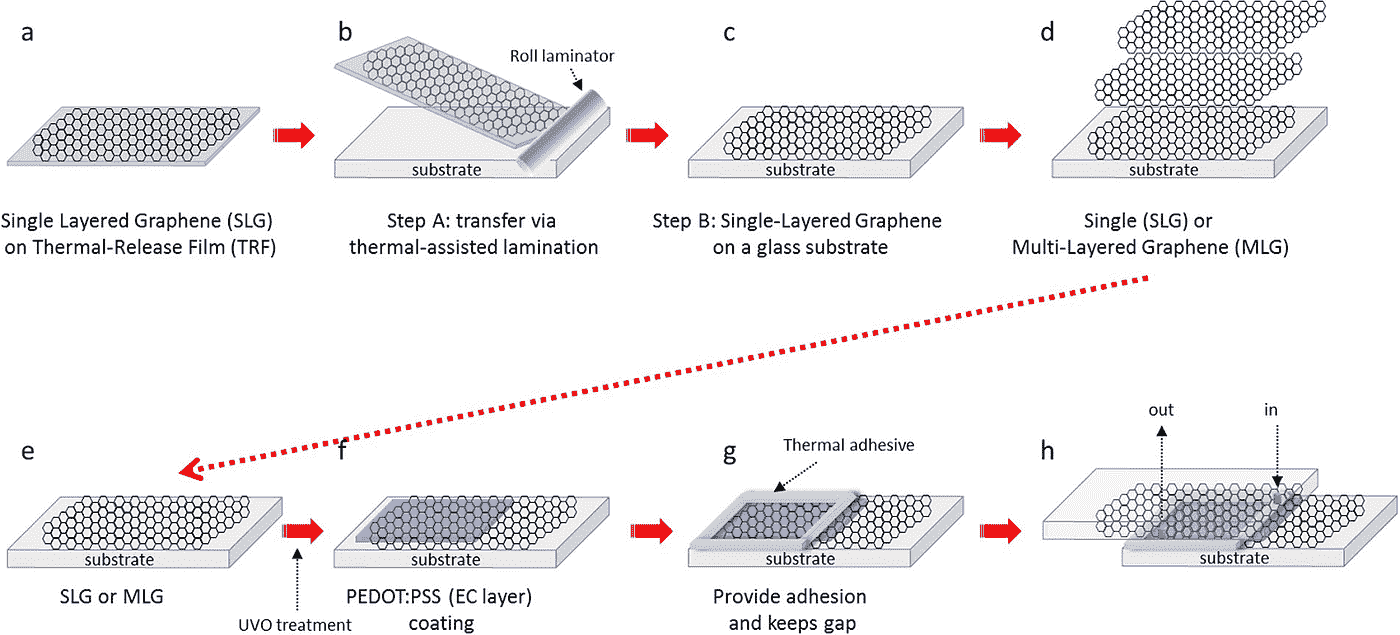 a
b
c
d
Roll laminator
substrate
substrate
substrate
Single Layered Graphene (SLG)
on Thermal-Release Film (TRF)
Step A: transfer via
thermal-assisted lamination
Step B: Single-Layered Graphene
on a glass substrate
Single (SLG) or
Multi-Layered Graphene (MLG)
e
f
g
h
Thermal adhesive
out
in
substrate
substrate
substrate
substrate
SLG or MLG
UVO treatment
PEDOT:PSS (EC layer)
coating
Provide adhesion
and keeps gap